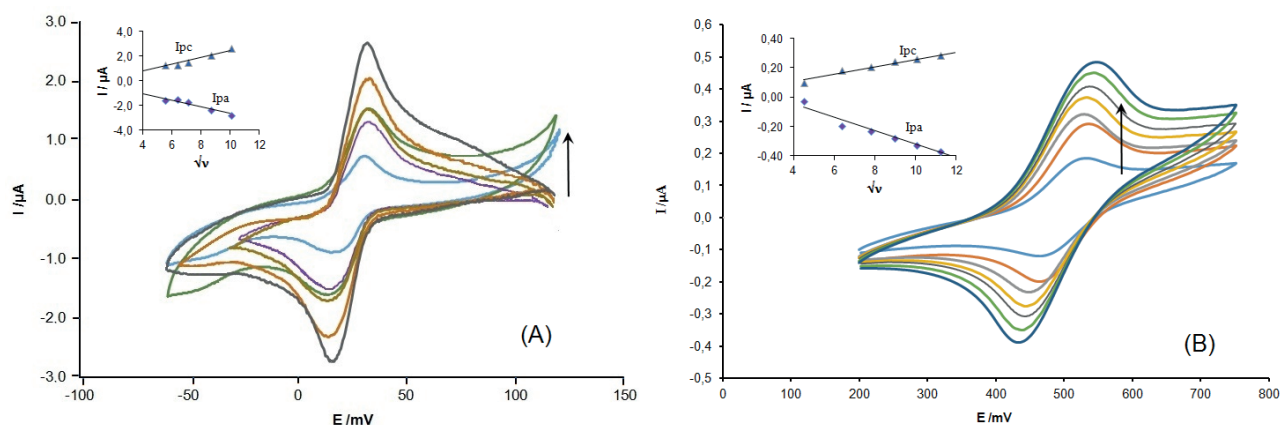 3.0
2.0
1.0
0.0
-1.0
-2.0
-3.0
I /µA
-100
-50
0
50
100
150
E /mV
4,0
2,0
0,0
-2,0
-4,0
I / µA
Ipc
Ipa
4 6 8 10 12
√ν
(A)
B)
0,6
0,5
0,4
0,3
0,2
0,1
0,0
-0,1
-0,2
-0,3
-0,4
-0,5
I /µA
100 200 300 400 500 600 700 800
E /mV
0,40
0,20
0,00
-0,20
-0,40
I / µA
Ipc
Ipa
4 6 8 10 12
√ν
(B)